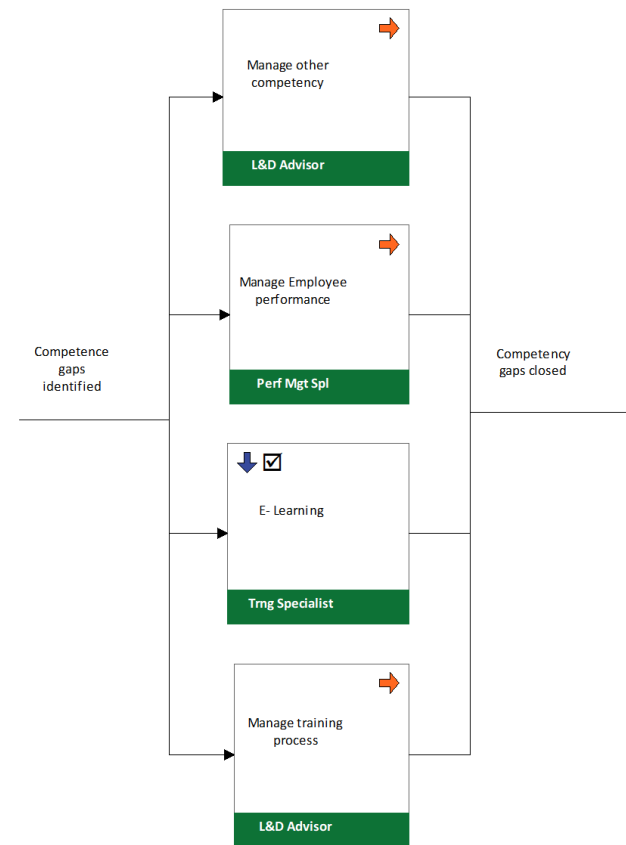 Manage other
competency
L&D Advisor
Manage Employee
performance
Perf Mgt Spl
Competence
gaps
identified
Competency
gaps closed
E- Learning
Trng Specialist
Manage training
process
L&D Advisor